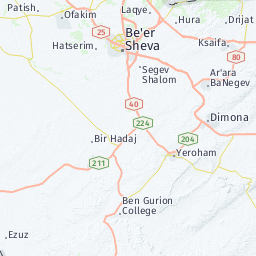 Patish
Ofakim
Laqye
Hura
Drijat
Hatserim
25
Be'er
Sheva
Ksaifa
80
Segev
Shalom
Ar'ara
BaNegev
40
224
Dimona
Bir Hadaj
204
211
Yeroham
Ben Gurion
College
Ezuz